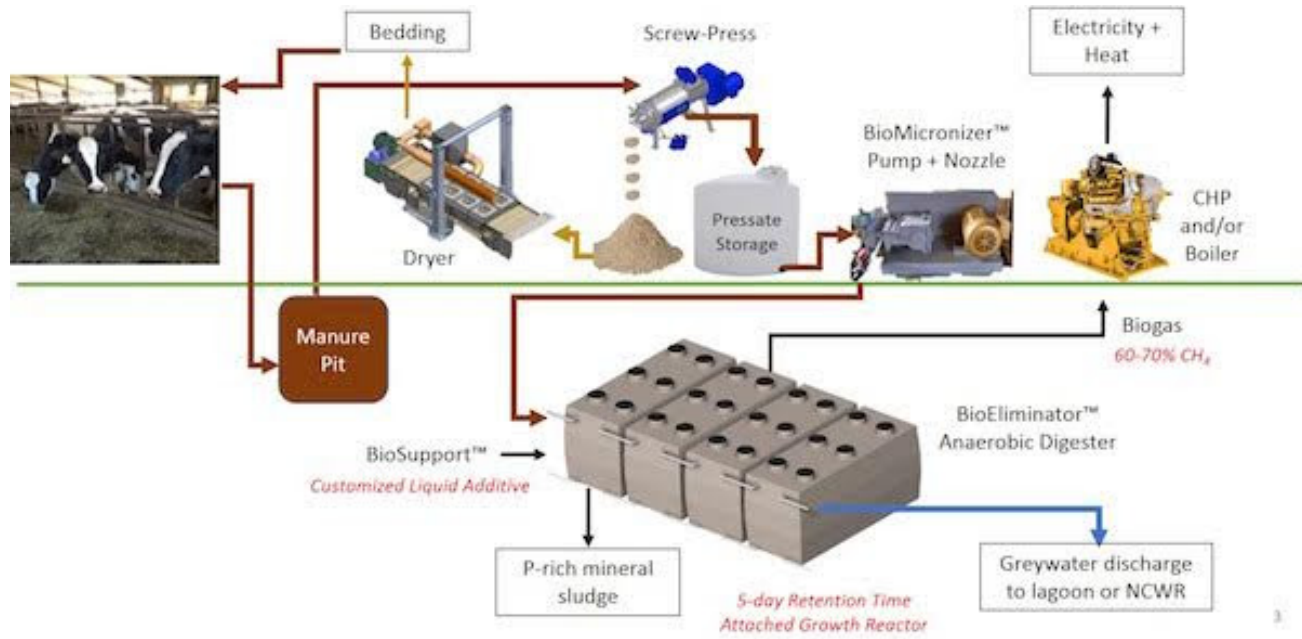 Bedding
Screw-Press
Electricity +
Heat
BioMicronizer™
Pump + Nozzle
CHP
and/or
Boiler
Pressate
Storage
Dryer
Manure
Pit
Biogas
60-70% CH₄
BioEliminator™
Anaerobic Digester
BioSupport™
Customized Liquid Additive
P-rich mineral
sludge
5-day Retention Time
Attached Growth Reactor
Greywater discharge
to lagoon or NCWR
3